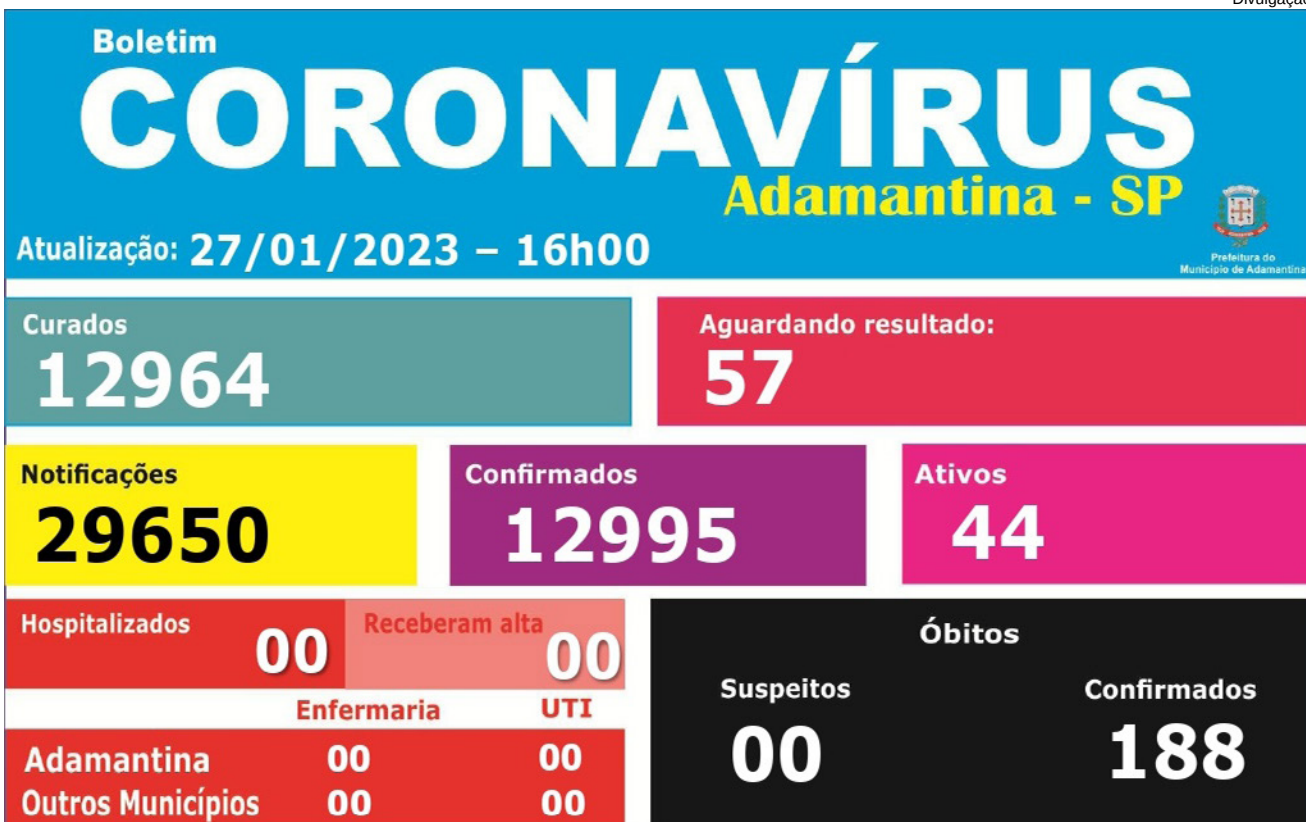 Divulgação
Boletim
CORONAVÍRUS
Adamantina - SP
Atualização: 27/01/2023 – 16h00
Prefeitura do
Município de Adamantina
Curados
12964
Aguardando resultado:
57
Notificações
29650
Confirmados
12995
Ativos
44
Hospitalizados 00
Receberam alta 00
Enfermaria UTI
Adamantina 00 00
Outros Municípios 00 00
Óbitos
Suspeitos Confirmados
00 188